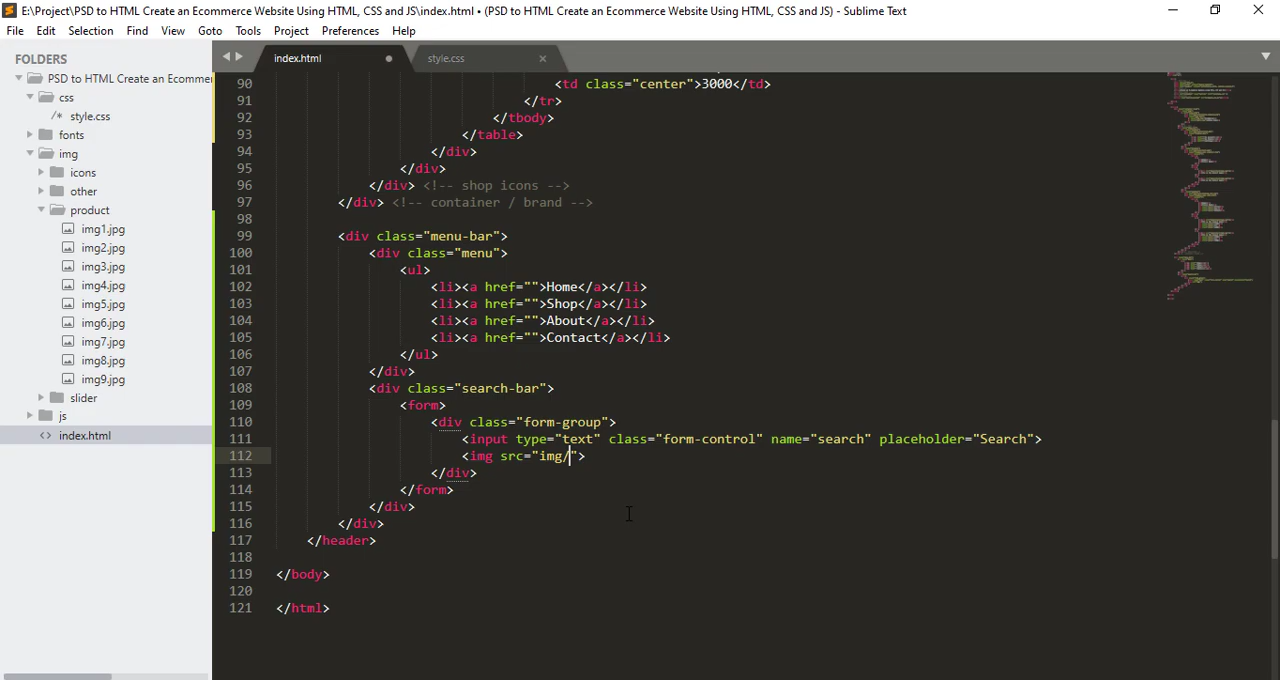 E:\Project\PSD to HTML Create an Ecommerce Website Using HTML, CSS and JS\index.html • (PSD to HTML Create an Ecommerce Website Using HTML, CSS and JS) - Sublime Text
File Edit Selection Find View Goto Tools Project Preferences Help
FOLDERS
PSD to HTML Create an Ecommer
css
/* style.css
fonts
img
icons
other
product
img1.jpg
img2.jpg
img3.jpg
img4.jpg
img5.jpg
img6.jpg
img7.jpg
img8.jpg
img9.jpg
slider
js
<> index.html
index.html style.css
90 <td class="center">3000</td>
91 </tr>
92 </tbody>
93 </table>
94 </div>
95 </div>
96 </div> <!-- shop icons -->
97 </div> <!-- container / brand -->
98
99 <div class="menu-bar">
100 <div class="menu">
101 <ul>
102 <li><a href="">Home</a></li>
103 <li><a href="">Shop</a></li>
104 <li><a href="">About</a></li>
105 <li><a href="">Contact</a></li>
106 </ul>
107 </div>
108 <div class="search-bar">
109 <form>
110 <div class="form-group">
111 <input type="text" class="form-control" name="search" placeholder="Search">
112 <img src="img/">
113 </div>
114 </form>
115 </div>
116 </div>
117 </header>
118
119 </body>
120
121 </html>